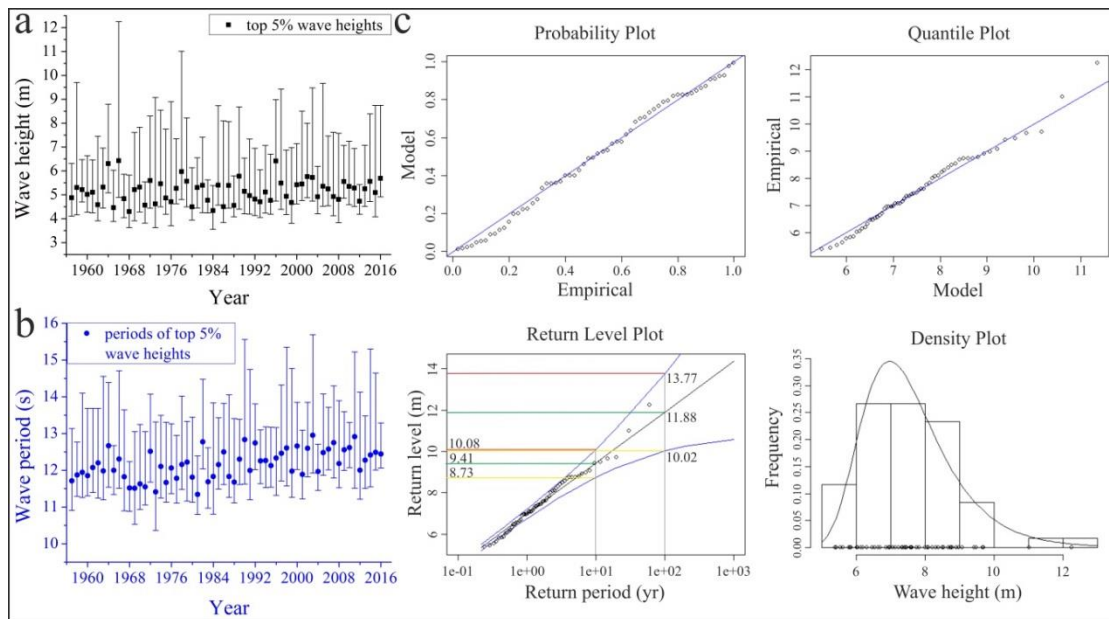 a
top 5% wave heights
Wave height (m)
12
11
10
9
8
7
6
5
4
3
1960 1968 1976 1984 1992 2000 2008 2016
Year
b
periods of top 5%
wave heights
Wave period (s)
16
15
14
13
12
11
10
1960 1968 1976 1984 1992 2000 2008 2016
Year
c
Probability Plot
Model
1.0
0.8
0.6
0.4
0.2
0.0
0.0 0.2 0.4 0.6 0.8 1.0
Empirical
Quantile Plot
Empirical
12
11
10
9
8
7
6
6 7 8 9 10 11
Model
Return Level Plot
Return level (m)
14
12
10
8
6
13.77
11.88
10.08
10.02
9.41
8.73
1e-01 1e+00 1e+01 1e+02 1e+03
Return period (yr)
Density Plot
Frequency
0.35
0.30
0.25
0.20
0.15
0.10
0.05
0.00
6 8 10 12
Wave height (m)